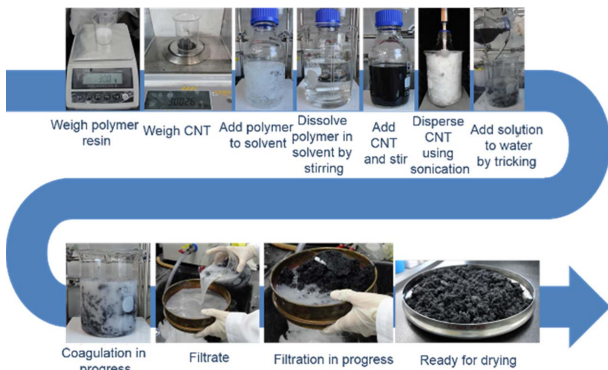 Weigh polymer
resin
Weigh CNT
Add polymer
to solvent
Dissolve
polymer in
solvent by
stirring
Add
CNT
and stir
Disperse
CNT
using
sonication
Add solution
to water
by tricking
Coagulation in
progress
Filtrate
Filtration in progress
Ready for drying